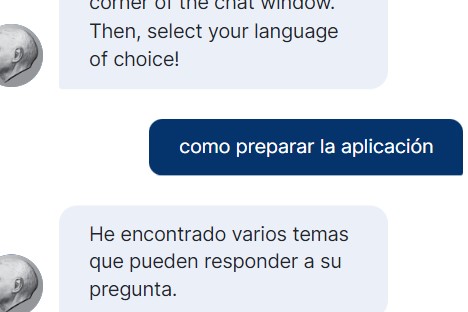 corner of the chat window.
Then, select your language
of choice!
como preparar la aplicación
He encontrado varios temas
que pueden responder a su
pregunta.